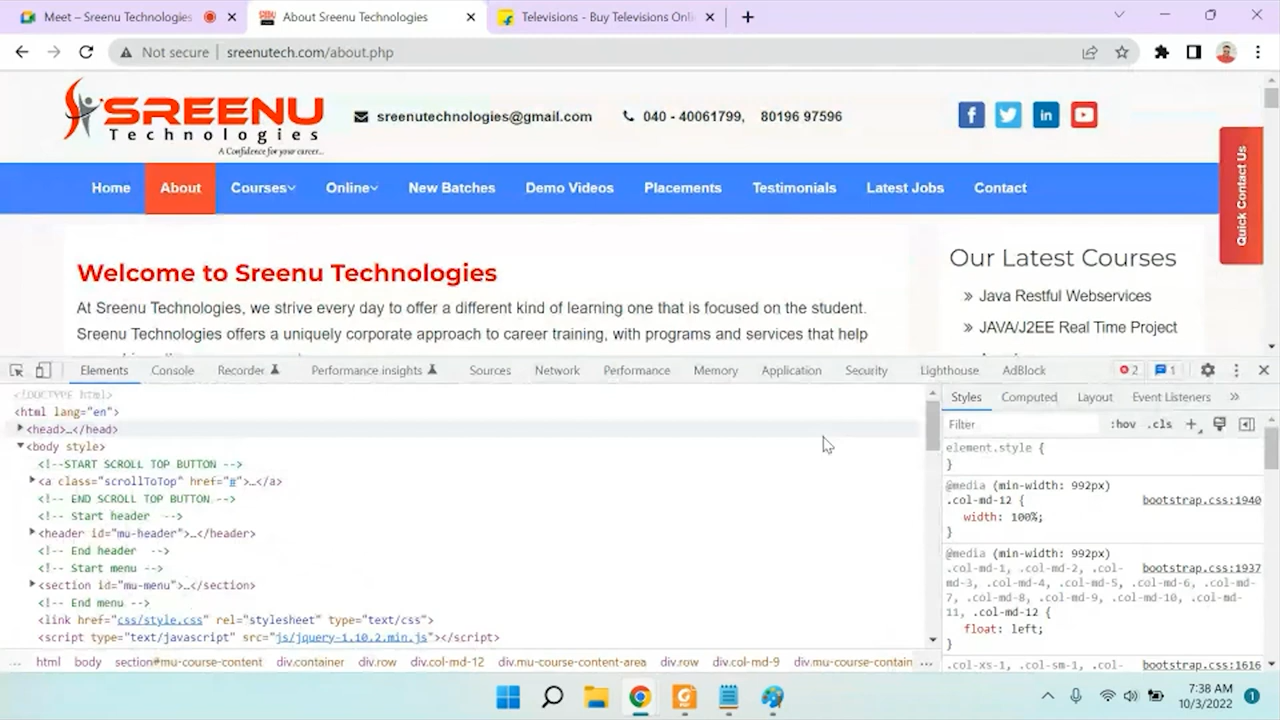 Meet – Sreenu Technologies
About Sreenu Technologies
Televisions - Buy Televisions Onli
Not secure
sreenutech.com/about.php
SREENU
Technologies
A Confidence for your career...
sreenutechnologies@gmail.com
040 - 40061799, 80196 97596
Quick Contact Us
Home About Courses Online New Batches Demo Videos Placements Testimonials Latest Jobs Contact
Welcome to Sreenu Technologies
At Sreenu Technologies, we strive every day to offer a different kind of learning one that is focused on the student.
Sreenu Technologies offers a uniquely corporate approach to career training, with programs and services that help
Our Latest Courses
» Java Restful Webservices
» JAVA/J2EE Real Time Project
Elements Console Recorder Performance insights Sources Network Performance Memory Application Security Lighthouse AdBlock 2 1
<!DOCTYPE html>
<html lang="en">
<head>…</head>
<body style>
<!--START SCROLL TOP BUTTON -->
<a class="scrollToTop" href="#">…</a>
<!-- END SCROLL TOP BUTTON -->
<!-- Start header -->
<header id="mu-header">…</header>
<!-- End header -->
<!-- Start menu -->
<section id="mu-menu">…</section>
<!-- End menu -->
<link href="css/style.css" rel="stylesheet" type="text/css">
<script type="text/javascript" src="js/jquery-1.10.2.min.js"></script>
... html body section#mu-course-content div.container div.row div.col-md-12 div.mu-course-content-area div.row div.col-md-9 div.mu-course-contain ...
Styles Computed Layout Event Listeners »
Filter :hov .cls +
element.style {
}
@media (min-width: 992px)
.col-md-12 { bootstrap.css:1940
width: 100%;
}
@media (min-width: 992px)
.col-md-1, .col-md-2, .col- bootstrap.css:1937
md-3, .col-md-4, .col-md-5, .col-md-6, .col-md-
7, .col-md-8, .col-md-9, .col-md-10, .col-md-
11, .col-md-12 {
float: left;
}
.col-xs-1, .col-sm-1, .col- bootstrap.css:1616
7:38 AM
10/3/2022
1